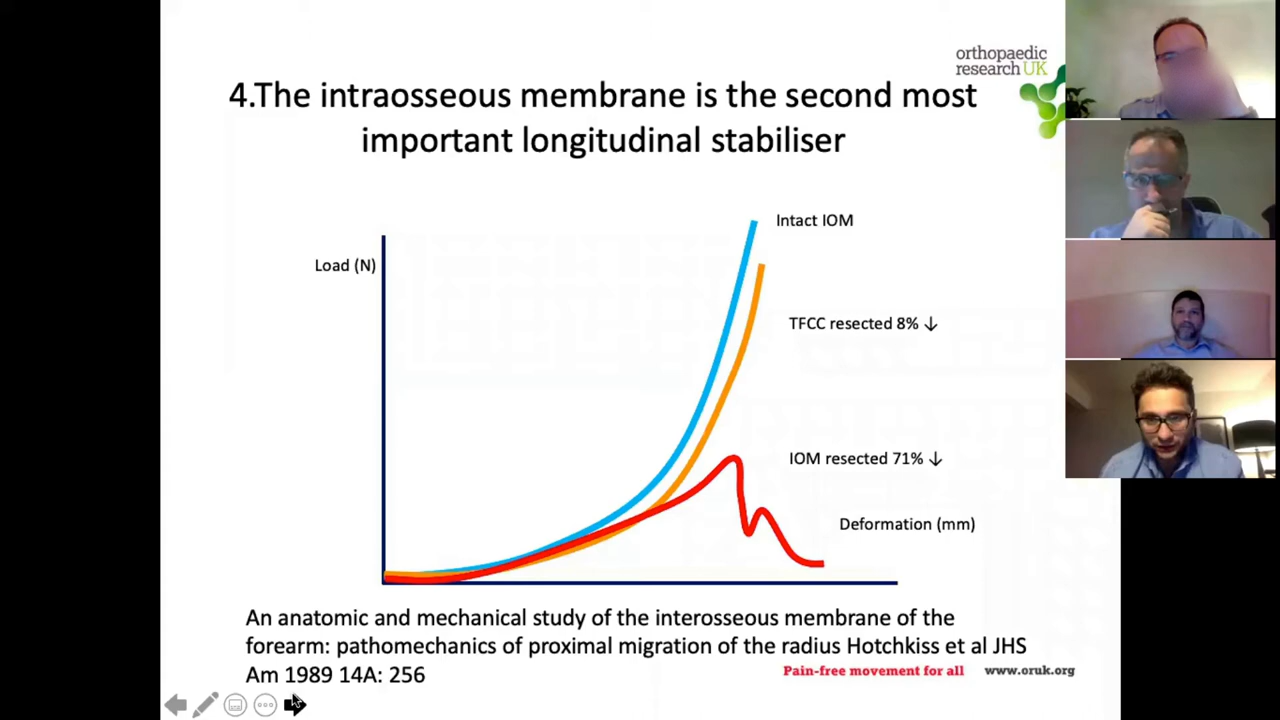 orthopaedic
research UK
4.The intraosseous membrane is the second most
important longitudinal stabiliser
Intact IOM
Load (N)
TFCC resected 8% ↓
IOM resected 71% ↓
Deformation (mm)
An anatomic and mechanical study of the interosseous membrane of the
forearm: pathomechanics of proximal migration of the radius Hotchkiss et al JHS
Am 1989 14A: 256
Pain-free movement for all www.oruk.org